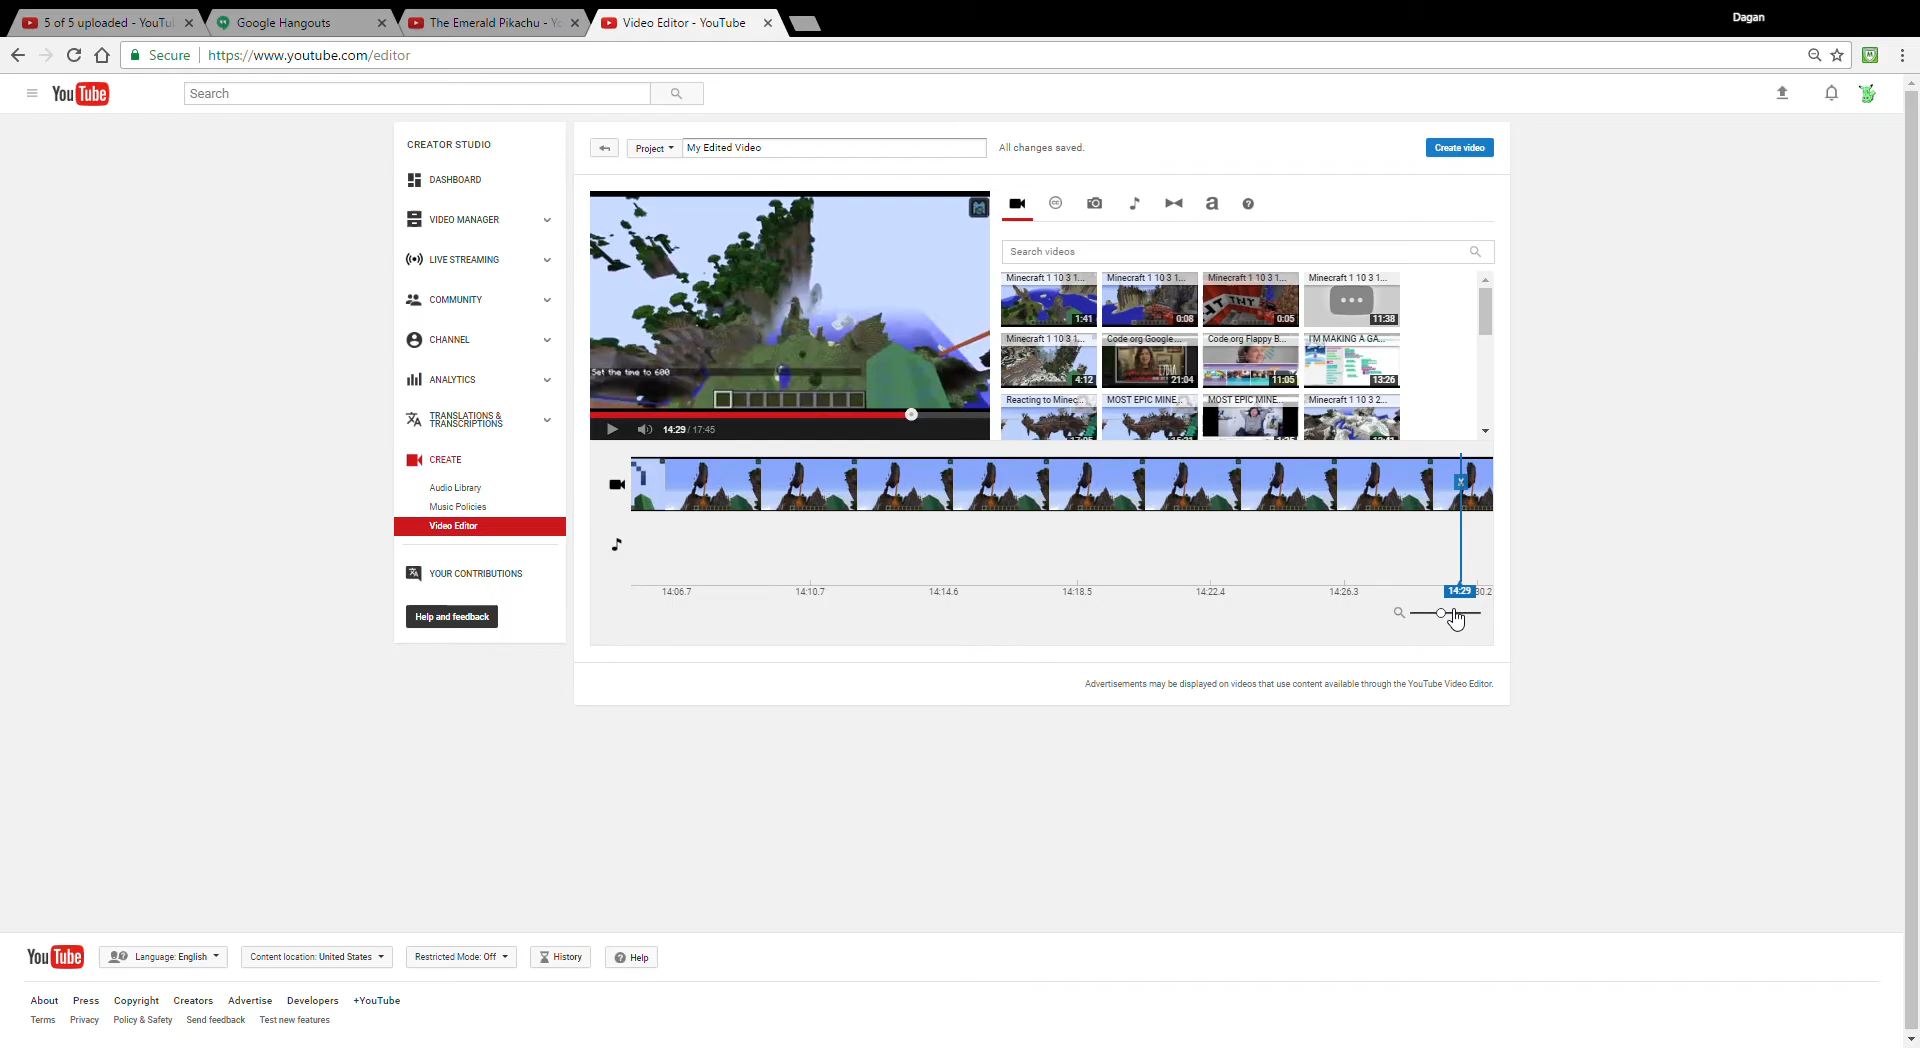 Dagan
5 of 5 uploaded - YouTu
Google Hangouts
The Emerald Pikachu - Yo
Video Editor - YouTube
Secure
https://www.youtube.com/editor
YouTube
Search
CREATOR STUDIO
DASHBOARD
VIDEO MANAGER
LIVE STREAMING
COMMUNITY
CHANNEL
ANALYTICS
TRANSLATIONS &
TRANSCRIPTIONS
CREATE
Audio Library
Music Policies
Video Editor
YOUR CONTRIBUTIONS
Help and feedback
Project
My Edited Video
All changes saved.
Create video
Set the time to 600
14:29 / 17:45
Search videos
Minecraft 1 10 3 1...
1:41
Minecraft 1 10 3 1...
0:08
Minecraft 1 10 3 1...
0:05
Minecraft 1 10 3 1...
11:38
Minecraft 1 10 3 1...
4:12
Code org Google...
21:04
Code org Flappy B...
11:05
I'M MAKING A GA...
13:26
Reacting to Minec...
MOST EPIC MINE...
MOST EPIC MINE...
Minecraft 1 10 3 2...
14:06.7
14:10.7
14:14.6
14:18.5
14:22.4
14:26.3
14:29
30.2
Advertisements may be displayed on videos that use content available through the YouTube Video Editor.
YouTube
Language: English
Content location: United States
Restricted Mode: Off
History
Help
About
Press
Copyright
Creators
Advertise
Developers
+YouTube
Terms
Privacy
Policy & Safety
Send feedback
Test new features